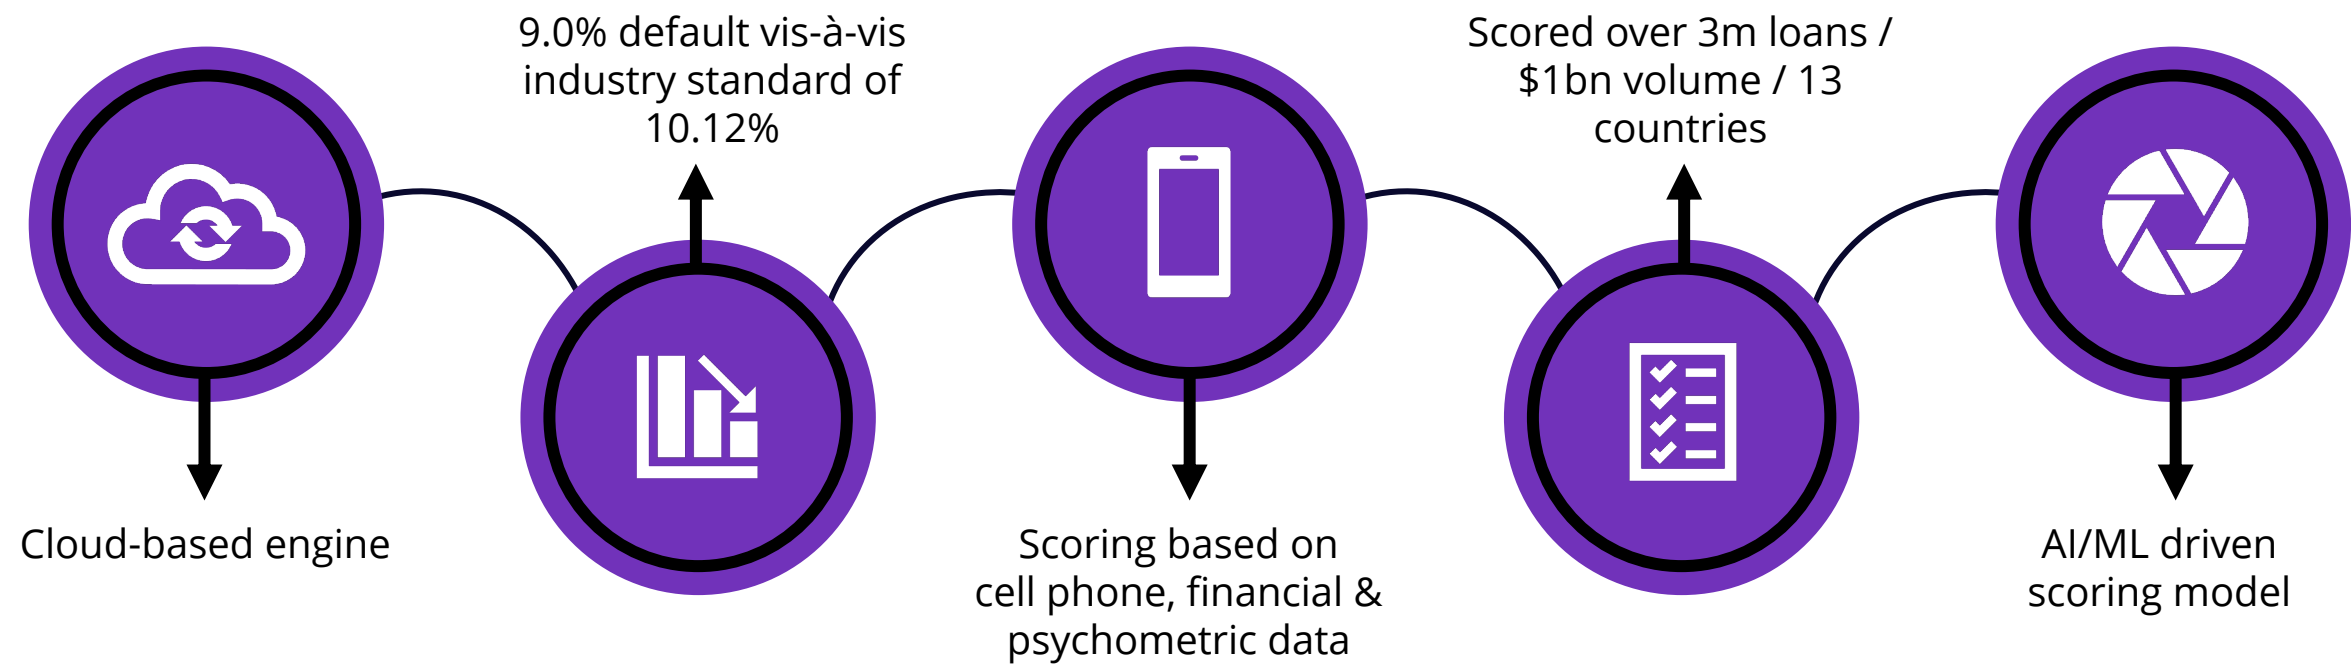 Cloud-based engine
9.0% default vis-à-vis
industry standard of
10.12%
Scoring based on
cell phone, financial &
psychometric data
Scored over 3m loans /
$1bn volume / 13
countries
AI/ML driven
scoring model